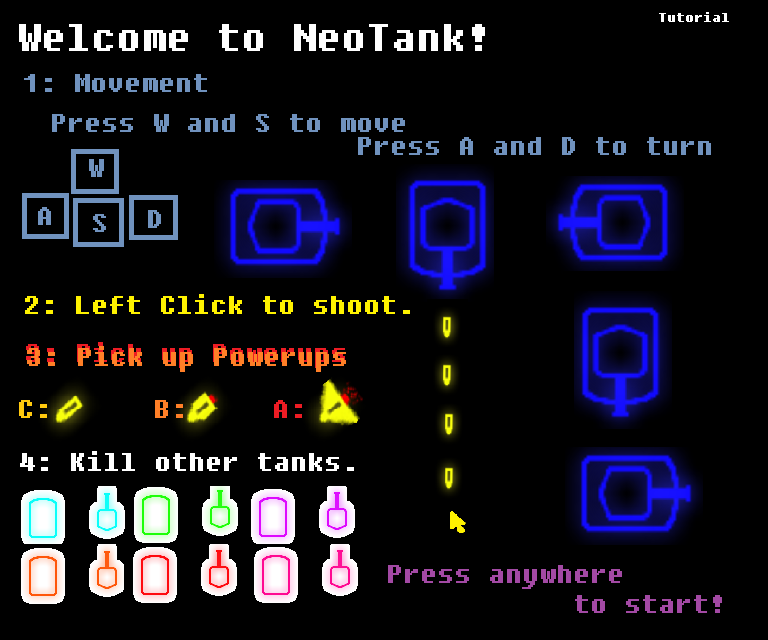 Tutorial
Welcome to NeoTank!
1: Movement
Press W and S to move
Press A and D to turn
W
A S D
2: Left Click to shoot.
3: Pick up Powerups
C: B: A:
4: Kill other tanks.
Press anywhere
to start!